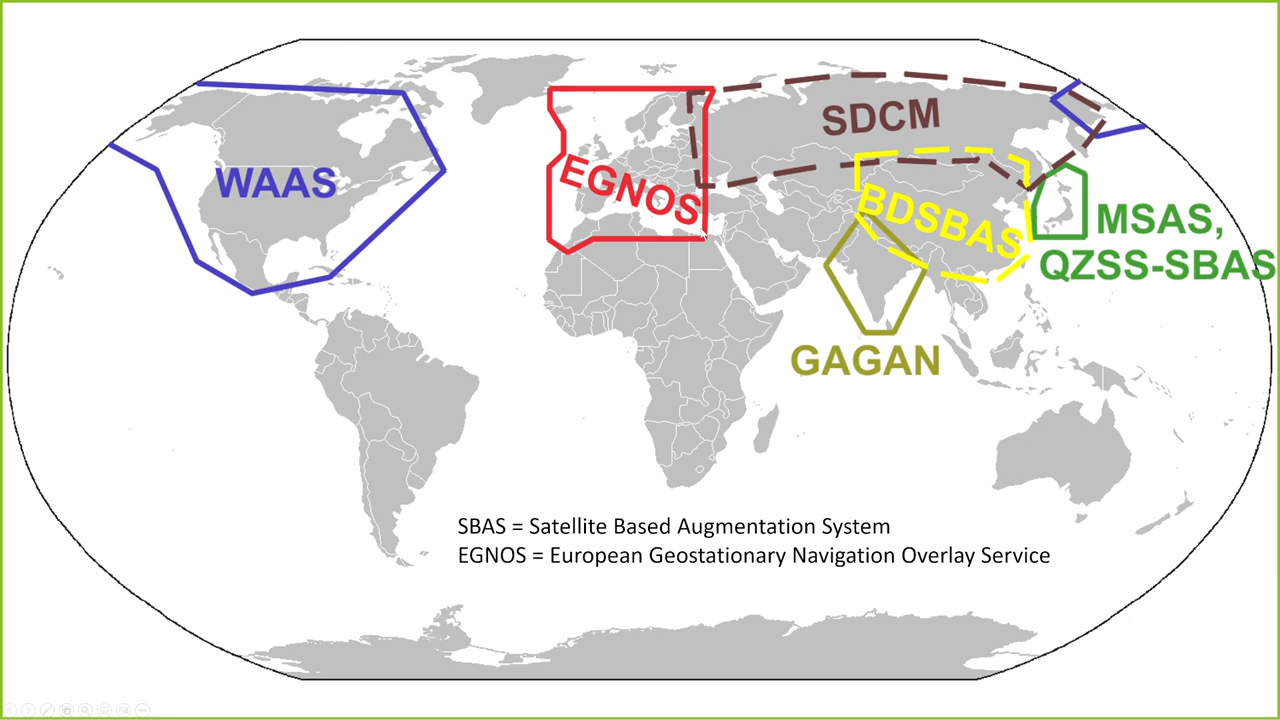 SDCM
WAAS
EGNOS
BDSBAS
MSAS,
QZSS-SBAS
GAGAN
SBAS = Satellite Based Augmentation System
EGNOS = European Geostationary Navigation Overlay Service